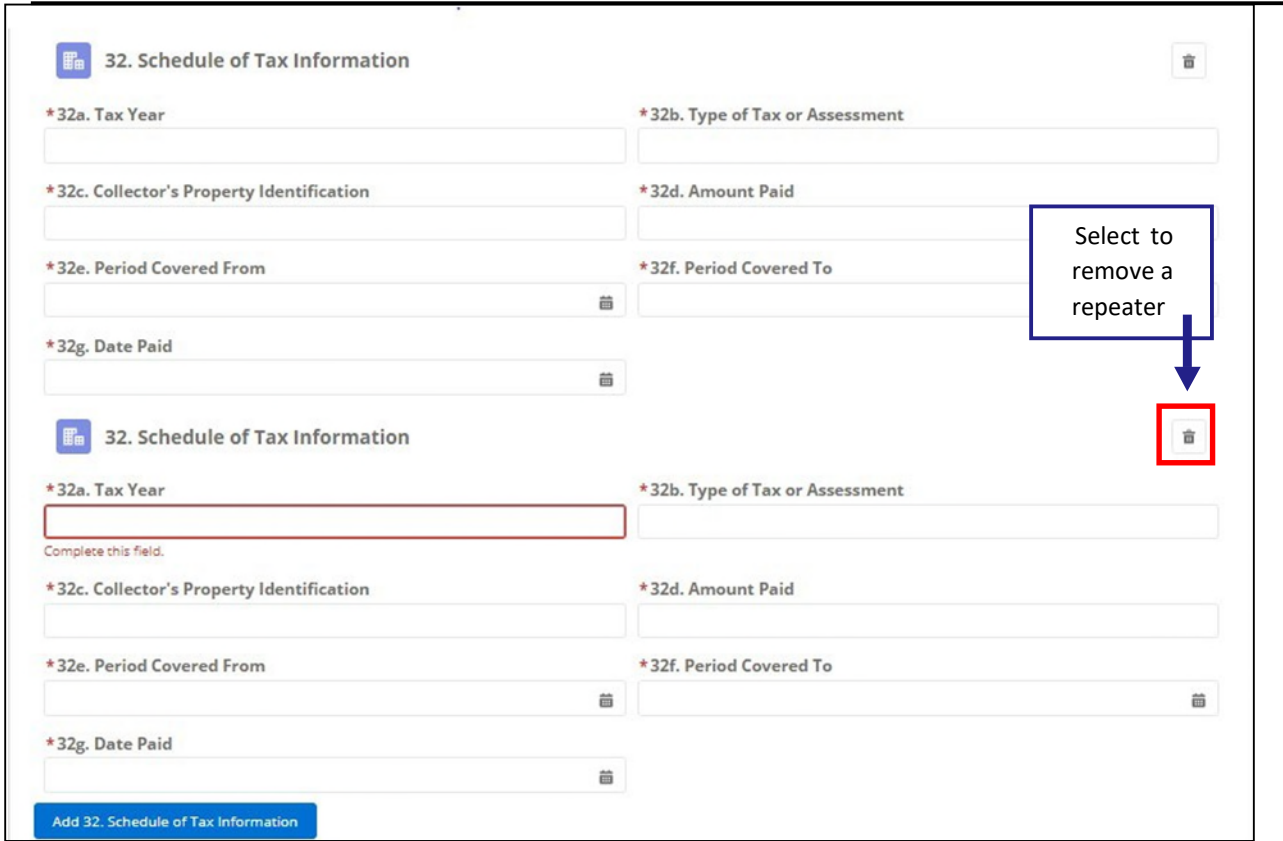 32. Schedule of Tax Information
*32a. Tax Year
*32b. Type of Tax or Assessment
*32c. Collector's Property Identification
*32d. Amount Paid
*32e. Period Covered From
*32f. Period Covered To
Select to
remove a
repeater
*32g. Date Paid
32. Schedule of Tax Information
*32a. Tax Year
*32b. Type of Tax or Assessment
Complete this field.
*32c. Collector's Property Identification
*32d. Amount Paid
*32e. Period Covered From
*32f. Period Covered To
*32g. Date Paid
Add 32. Schedule of Tax Information